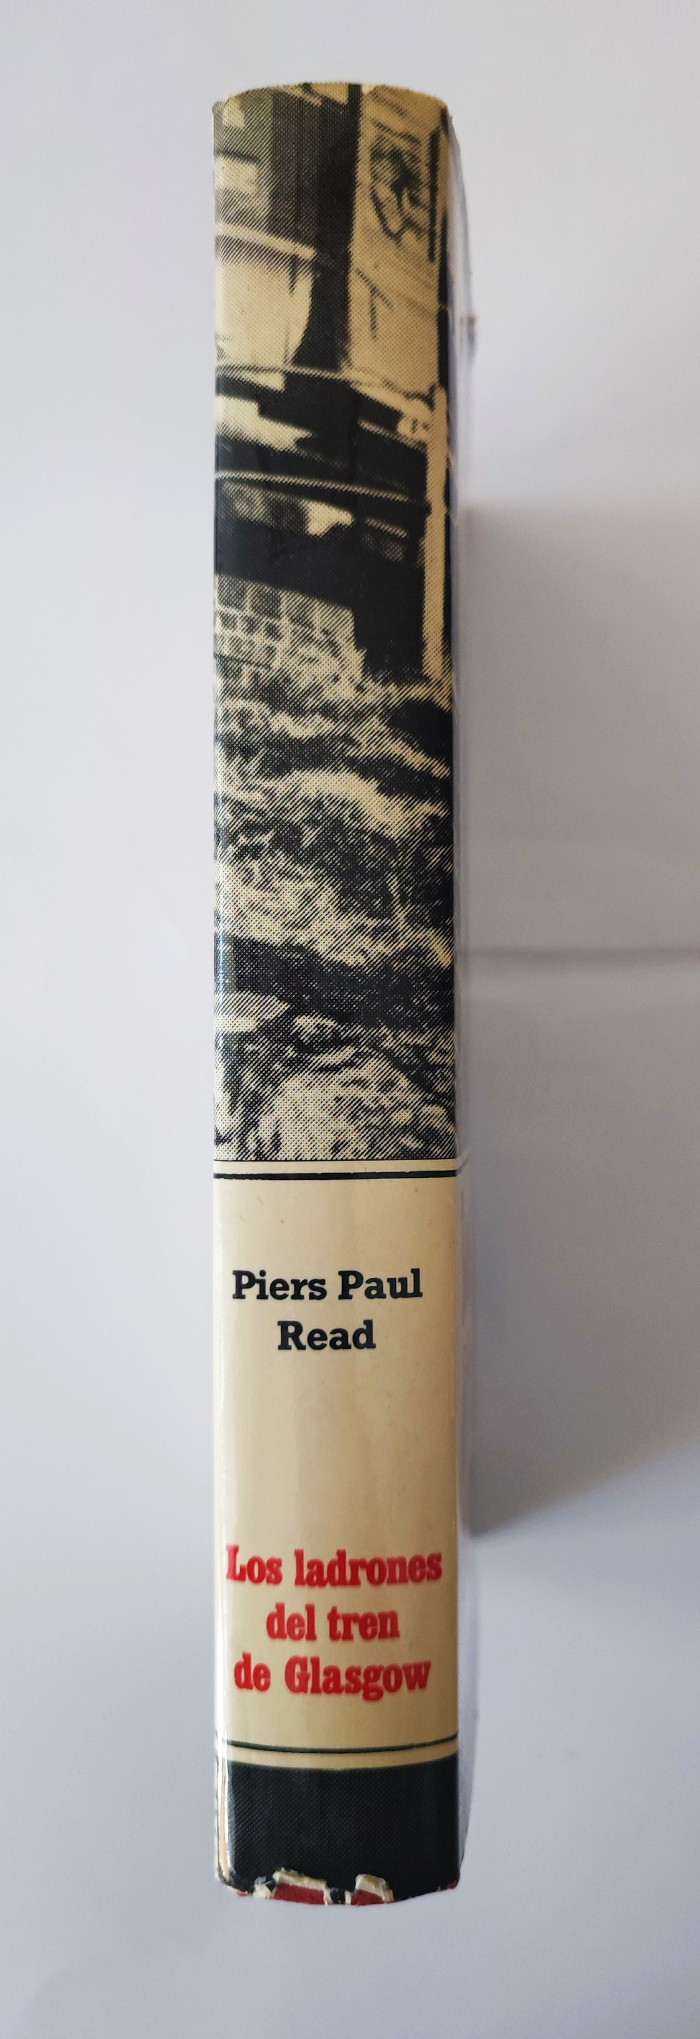 Piers Paul
Read
Los ladrones
del tren
de Glasgow